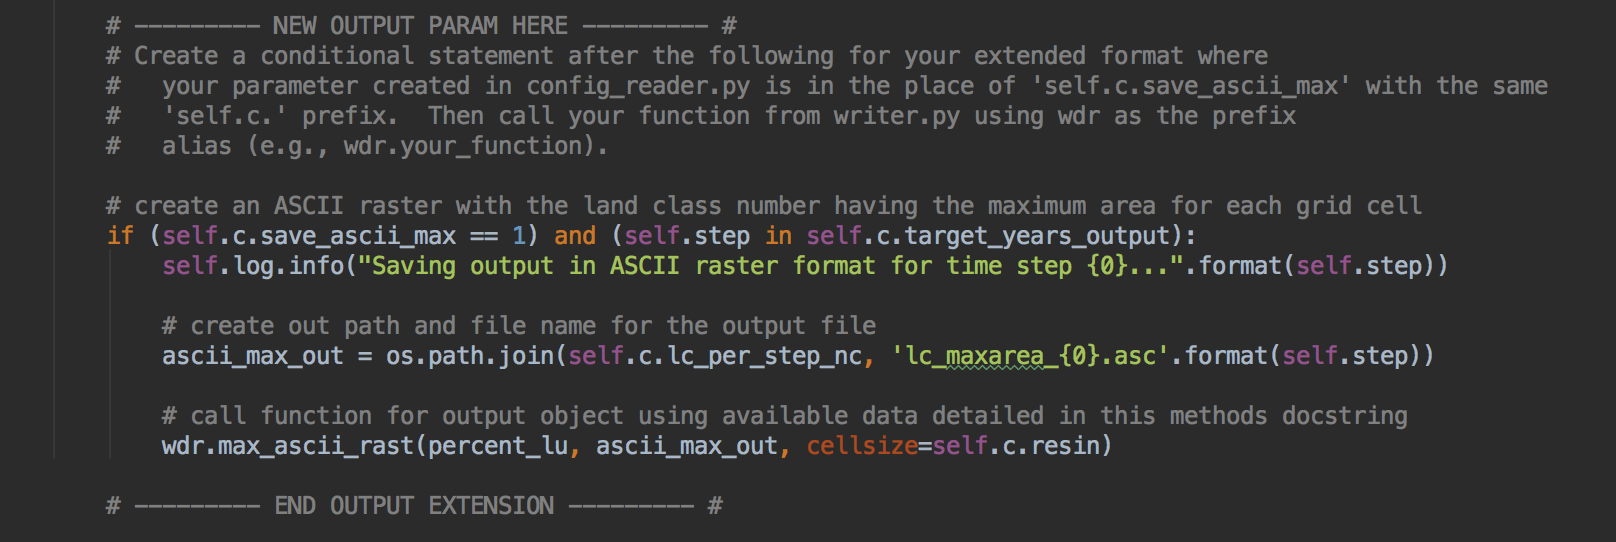 # --------- NEW OUTPUT PARAM HERE --------- #
# Create a conditional statement after the following for your extended format where
#   your parameter created in config_reader.py is in the place of 'self.c.save_ascii_max' with the same
#   'self.c.' prefix.  Then call your function from writer.py using wdr as the prefix
#   alias (e.g., wdr.your_function).
# create an ASCII raster with the land class number having the maximum area for each grid cell
if (self.c.save_ascii_max == 1) and (self.step in self.c.target_years_output):
    self.log.info("Saving output in ASCII raster format for time step {0}...".format(self.step))
    # create out path and file name for the output file
    ascii_max_out = os.path.join(self.c.lc_per_step_nc, 'lc_maxarea_{0}.asc'.format(self.step))
    # call function for output object using available data detailed in this methods docstring
    wdr.max_ascii_rast(percent_lu, ascii_max_out, cellsize=self.c.resin)
# --------- END OUTPUT EXTENSION --------- #